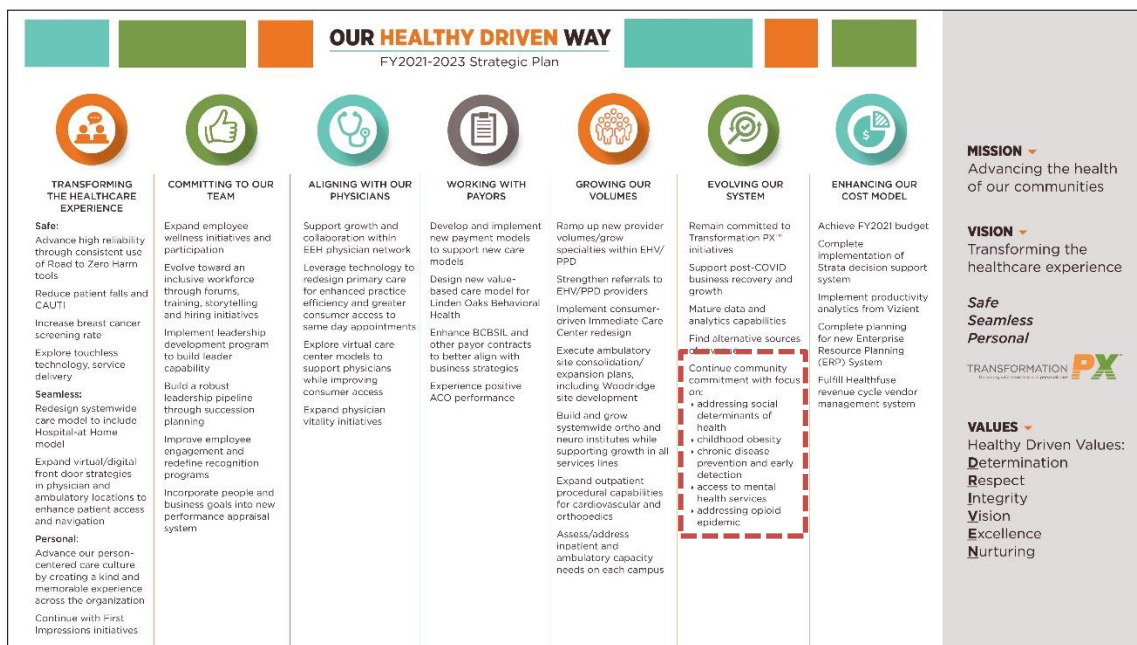 OUR HEALTHY DRIVEN WAY
FY2021-2023 Strategic Plan
TRANSFORMING
THE HEALTHCARE
EXPERIENCE
Safe:
Advance high reliability
through consistent use
of Road to Zero Harm
tools
Reduce patient falls and
CAUTI
Increase breast cancer
screening rate
Explore touchless
technology, service
delivery
Seamless:
Redesign systemwide
care model to include
Hospital-at Home
model
Expand virtual/digital
front door strategies
in physician and
ambulatory locations to
enhance patient access
and navigation
Personal:
Advance our person-
centered care culture
by creating a kind and
memorable experience
across the organization
Continue with First
Impressions initiatives
COMMITTING TO OUR
TEAM
Expand employee
wellness initiatives and
participation
Evolve toward an
inclusive workforce
through forums,
training, storytelling
and hiring initiatives
Implement leadership
development program
to build leader
capability
Build a robust
leadership pipeline
through succession
planning
Improve employee
engagement and
redefine recognition
programs
Incorporate people and
business goals into new
performance appraisal
system
ALIGNING WITH OUR
PHYSICIANS
Support growth and
collaboration within
EEH physician network
Leverage technology to
redesign primary care
for enhanced practice
efficiency and greater
consumer access to
same day appointments
Explore virtual care
center models to
support physicians
while improving
consumer access
Expand physician
vitality initiatives
WORKING WITH
PAYORS
Develop and implement
new payment models
to support new care
models
Design new value-
based care model for
Linden Oaks Behavioral
Health
Enhance BCBSIL and
other payor contracts
to better align with
business strategies
Experience positive
ACO performance
GROWING OUR
VOLUMES
Ramp up new provider
volumes/grow
specialties within EHV/
PPD
Strengthen referrals to
EHV/PPD providers
Implement consumer-
driven Immediate Care
Center redesign
Execute ambulatory
site consolidation/
expansion plans,
including Woodridge
site development
Build and grow
systemwide ortho and
neuro institutes while
supporting growth in all
services lines
Expand outpatient
procedural capabilities
for cardiovascular and
orthopedics
Assess/address
inpatient and
ambulatory capacity
needs on each campus
EVOLVING OUR
SYSTEM
Remain committed to
Transformation PX™
initiatives
Support post-COVID
business recovery and
growth
Mature data and
analytics capabilities
Find alternative sources
of revenue
Continue community
commitment with focus
on:
› addressing social
determinants of
health
› childhood obesity
› chronic disease
prevention and early
detection
› access to mental
health services
› addressing opioid
epidemic
ENHANCING OUR
COST MODEL
Achieve FY2021 budget
Complete
implementation of
Strata decision support
system
Implement productivity
analytics from Vizient
Complete planning
for new Enterprise
Resource Planning
(ERP) System
Fulfill Healthfuse
revenue cycle vendor
management system
MISSION
Advancing the health
of our communities
VISION
Transforming the
healthcare experience
Safe
Seamless
Personal
TRANSFORMATION PX™
VALUES
Healthy Driven Values:
Determination
Respect
Integrity
Vision
Excellence
Nurturing